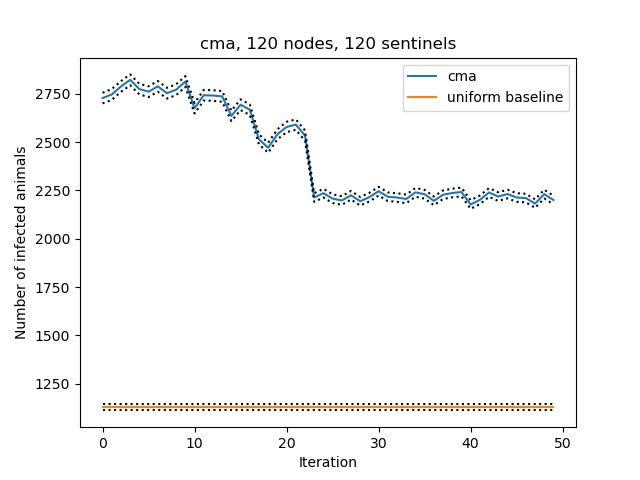 cma, 120 nodes, 120 sentinels
cma
uniform baseline
Number of infected animals
2750
2500
2250
2000
1750
1500
1250
0 10 20 30 40 50
Iteration